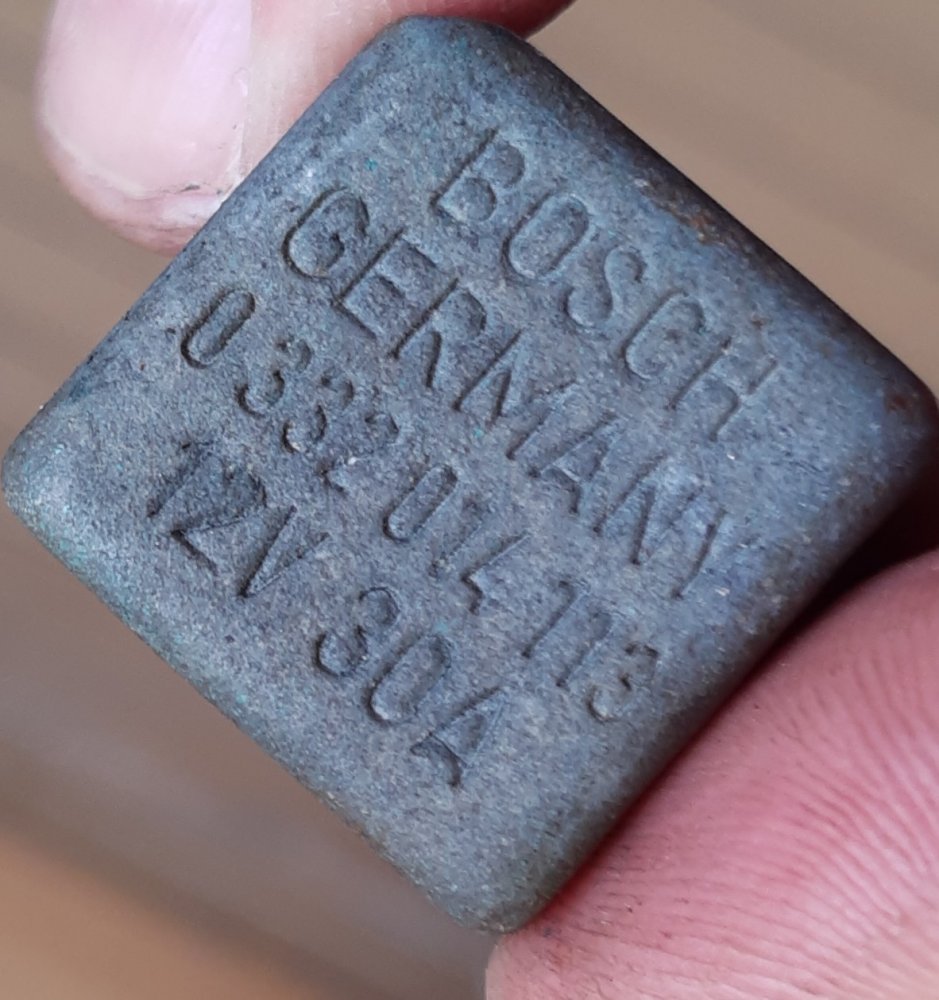 BOSCH
GERMANY
0 332 014 113
12V 30A